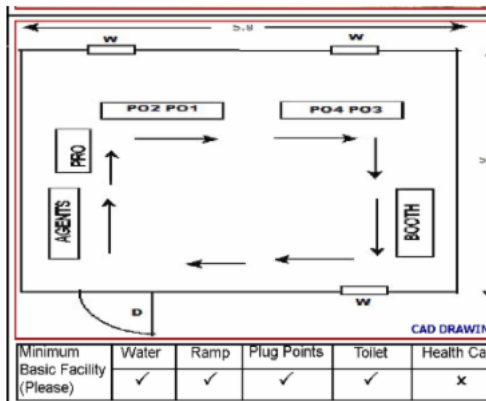 W
W
PO2 PO1
PO4 PO3
PIRO
AGENTS
BOOTH
D
W
CAD DRAWIN
Minimum Basic Facility (Please)
Water
Ramp
Plug Points
Toilet
Health Ca
✓
✓
✓
✓
x